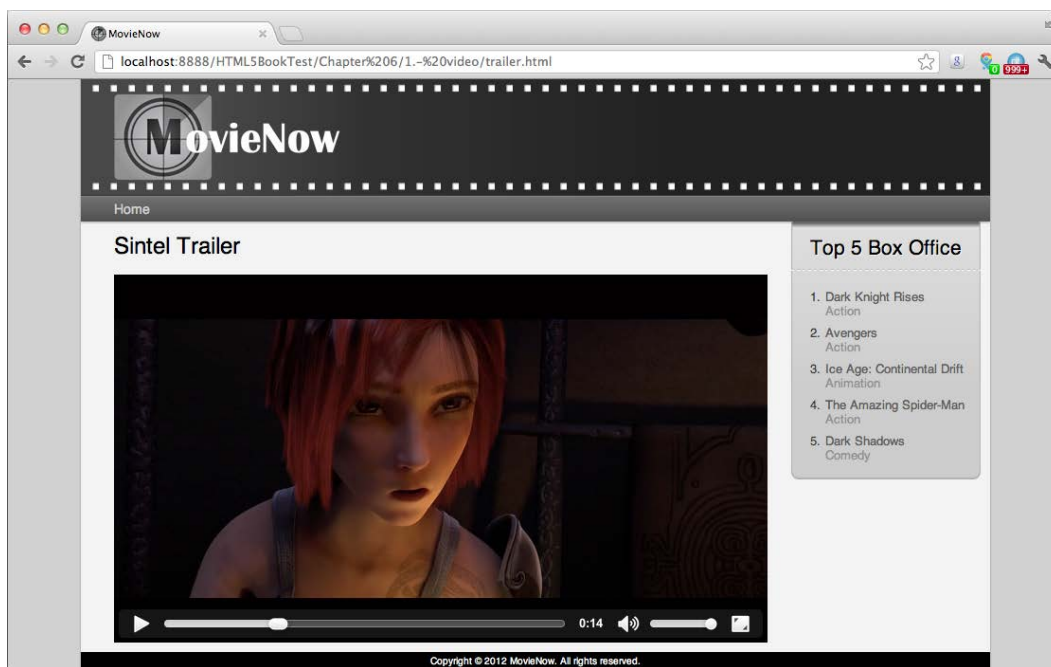 MovieNow
localhost:8888/HTML5BookTest/Chapter%206/1.-%20video/trailer.html
8
0
999+
MovieNow
Home
Sintel Trailer
0:14
Top 5 Box Office
1. Dark Knight Rises
Action
2. Avengers
Action
3. Ice Age: Continental Drift
Animation
4. The Amazing Spider-Man
Action
5. Dark Shadows
Comedy
Copyright © 2012 MovieNow. All rights reserved.